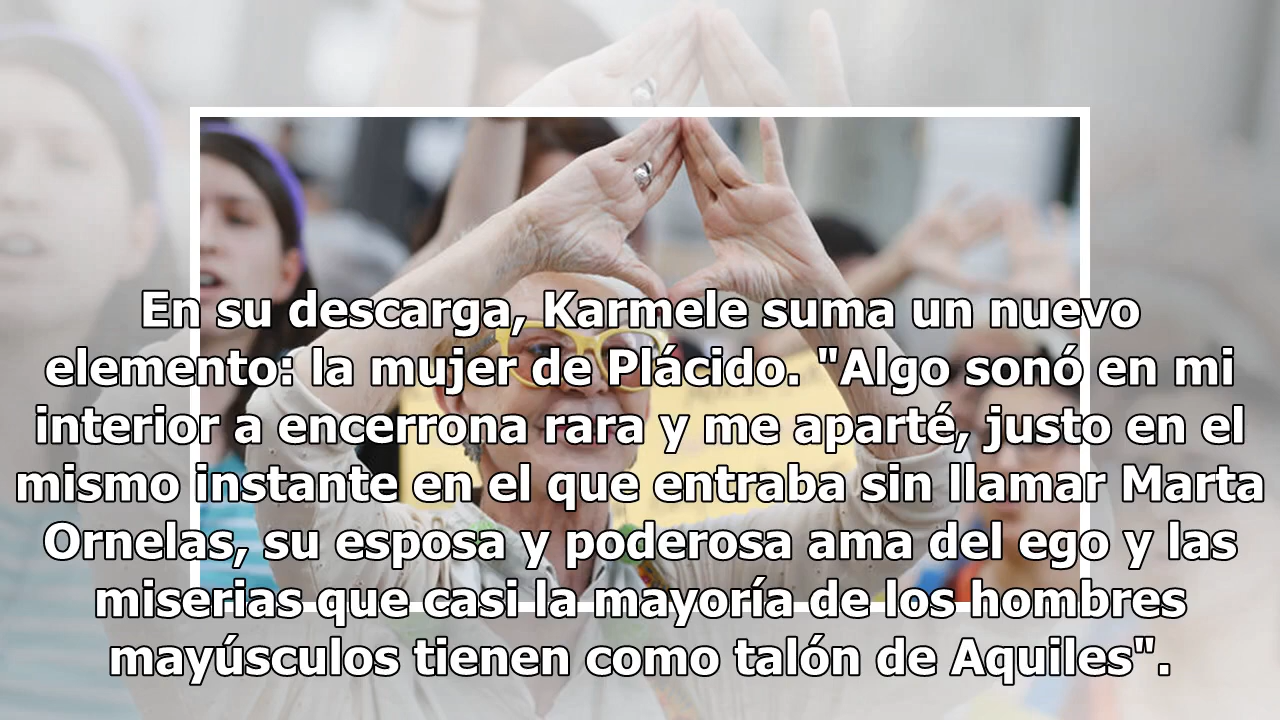 En su descarga, Karmele suma un nuevo
elemento: la mujer de Plácido. "Algo sonó en mi
interior a encerrona rara y me aparté, justo en el
mismo instante en el que entraba sin llamar Marta
Ornelas, su esposa y poderosa ama del ego y las
miserias que casi la mayoría de los hombres
mayúsculos tienen como talón de Aquiles".